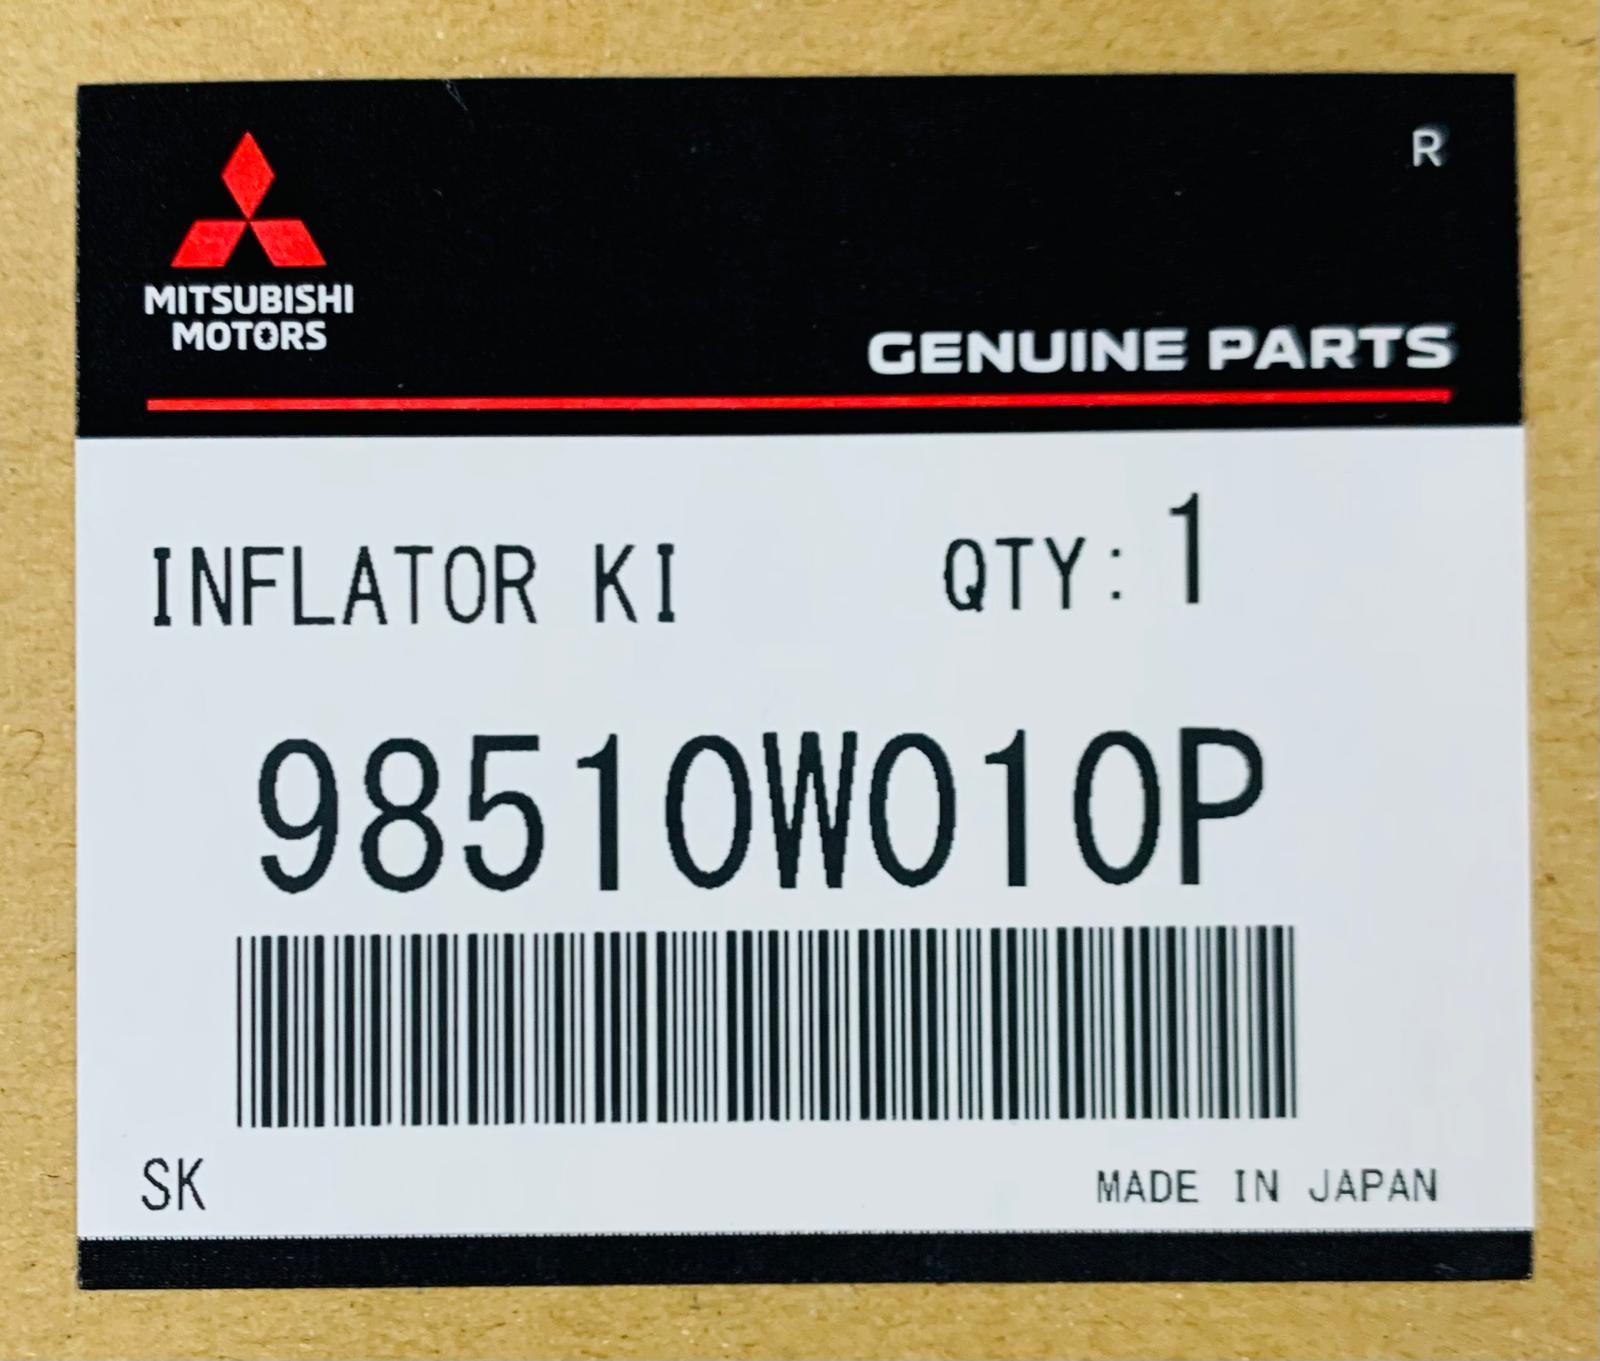 R
MITSUBISHI
MOTORS
GENUINE PARTS
INFLATOR KI QTY: 1
98510W010P
SK MADE IN JAPAN